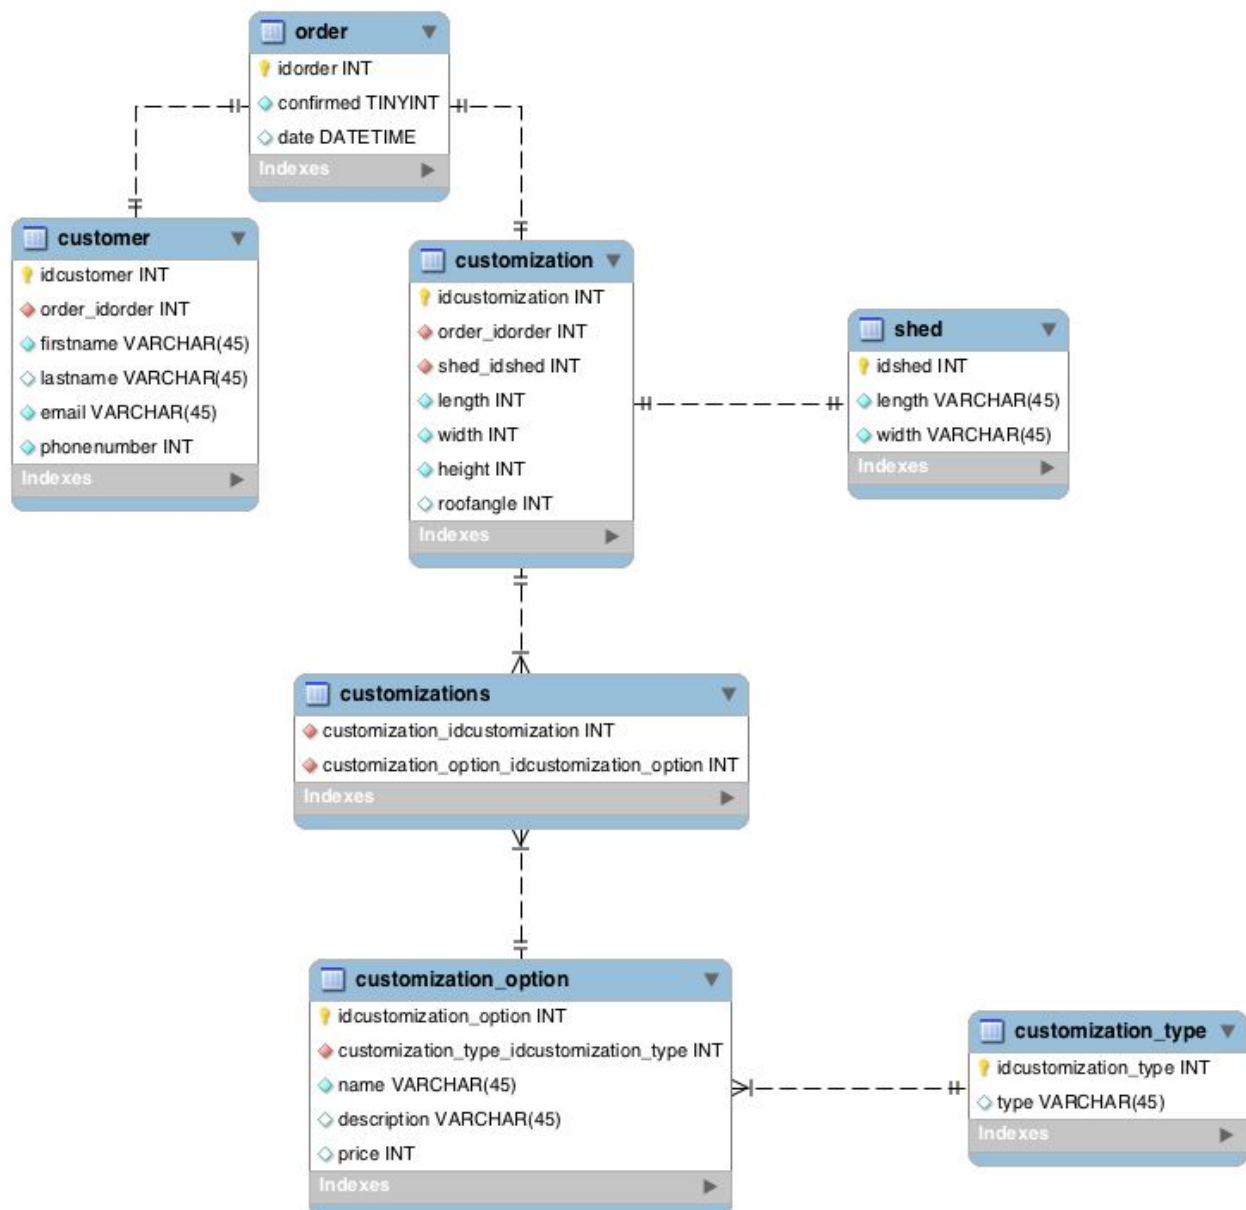 order
idorder INT
confirmed TINYINT
date DATETIME
Indexes
customer
idcustomer INT
order_idorder INT
firstname VARCHAR(45)
lastname VARCHAR(45)
email VARCHAR(45)
phonenumber INT
Indexes
customization
idcustomization INT
order_idorder INT
shed_idshed INT
length INT
width INT
height INT
roofangle INT
Indexes
shed
idshed INT
length VARCHAR(45)
width VARCHAR(45)
Indexes
customizations
customization_idcustomization INT
customization_option_idcustomization_option INT
Indexes
customization_option
idcustomization_option INT
customization_type_idcustomization_type INT
name VARCHAR(45)
description VARCHAR(45)
price INT
Indexes
customization_type
idcustomization_type INT
type VARCHAR(45)
Indexes